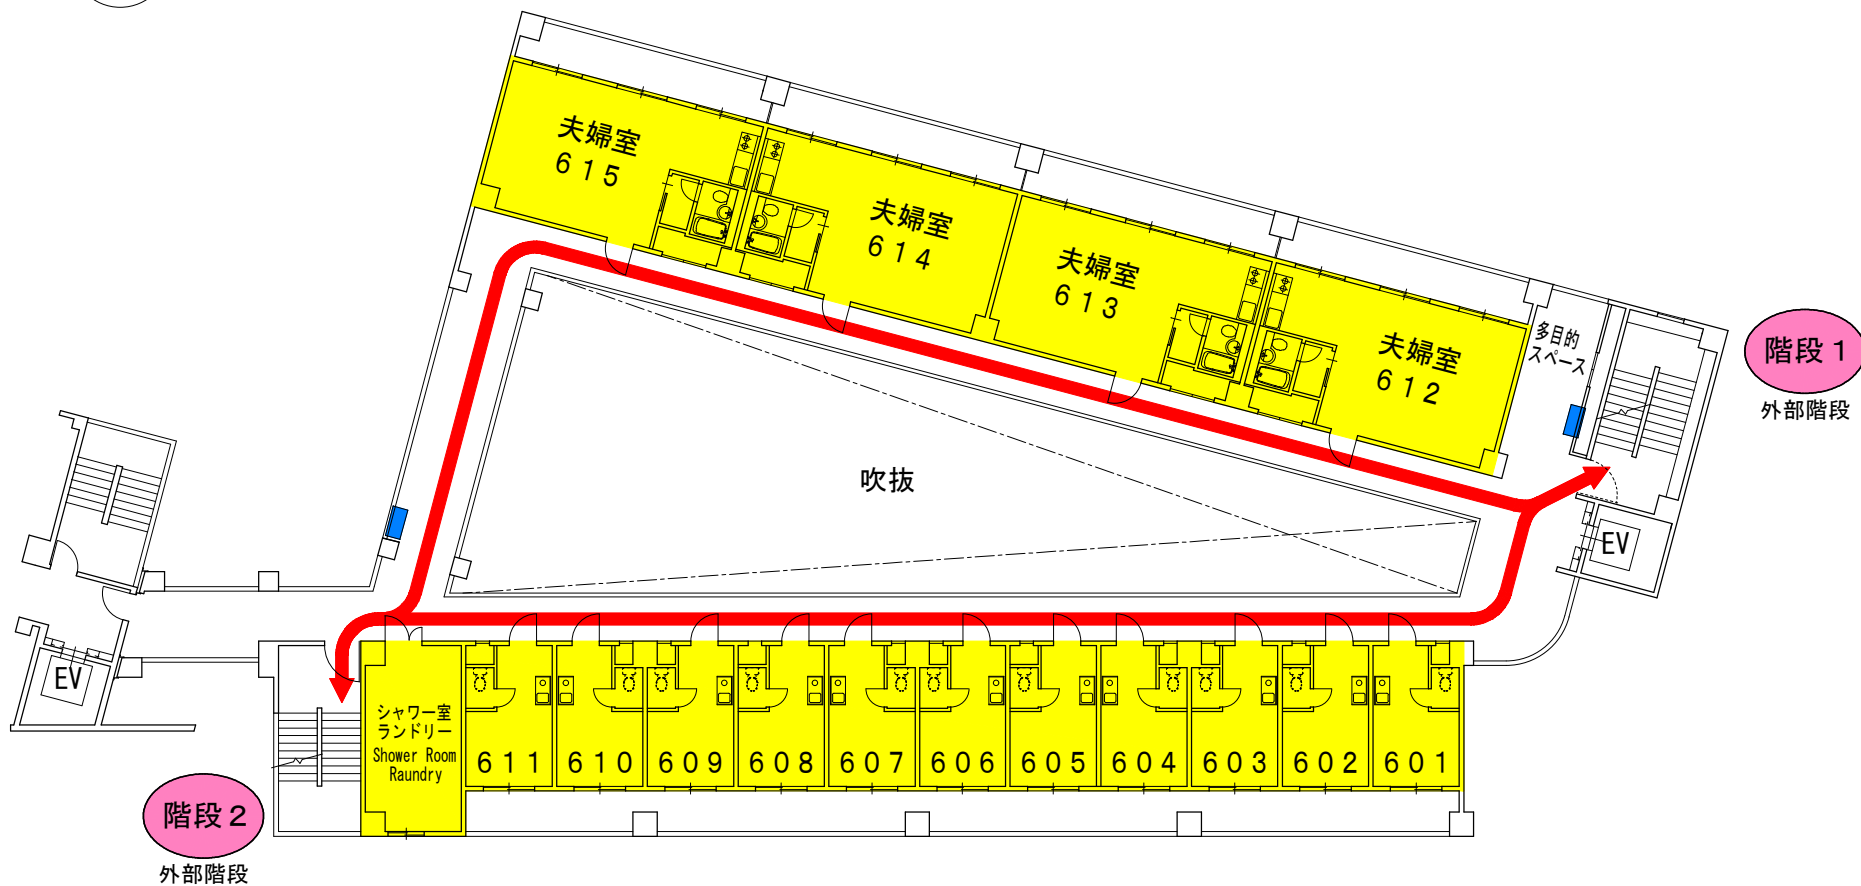 夫婦室
615
夫婦室
614
夫婦室
613
夫婦室
612
多目的
スペース
階段1
外部階段
吹抜
EV
EV
シャワー室
ランドリー
Shower Room
Raundry
611
610
609
608
607
606
605
604
603
602
601
階段2
外部階段